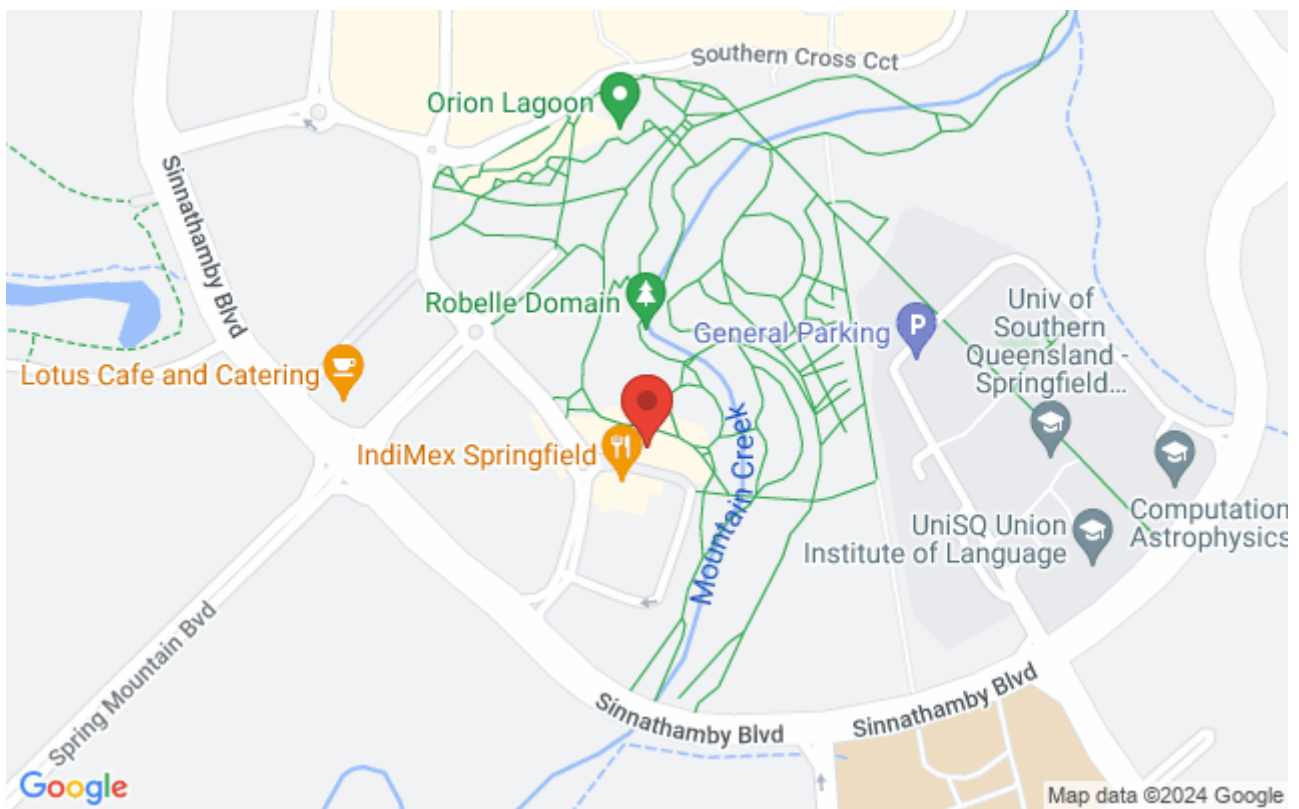 Southern Cross Cct
Orion Lagoon
Sinnathamby Blvd
Robelle Domain
General Parking
P
Univ of
Southern
Queensland -
Springfield...
Lotus Cafe and Catering
IndiMex Springfield
Mountain Creek
UniSQ Union
Institute of Language
Computation
Astrophysics
Spring Mountain Bvd
Sinnathamby Blvd
Sinnathamby Blvd
Google
Map data ©2024 Google